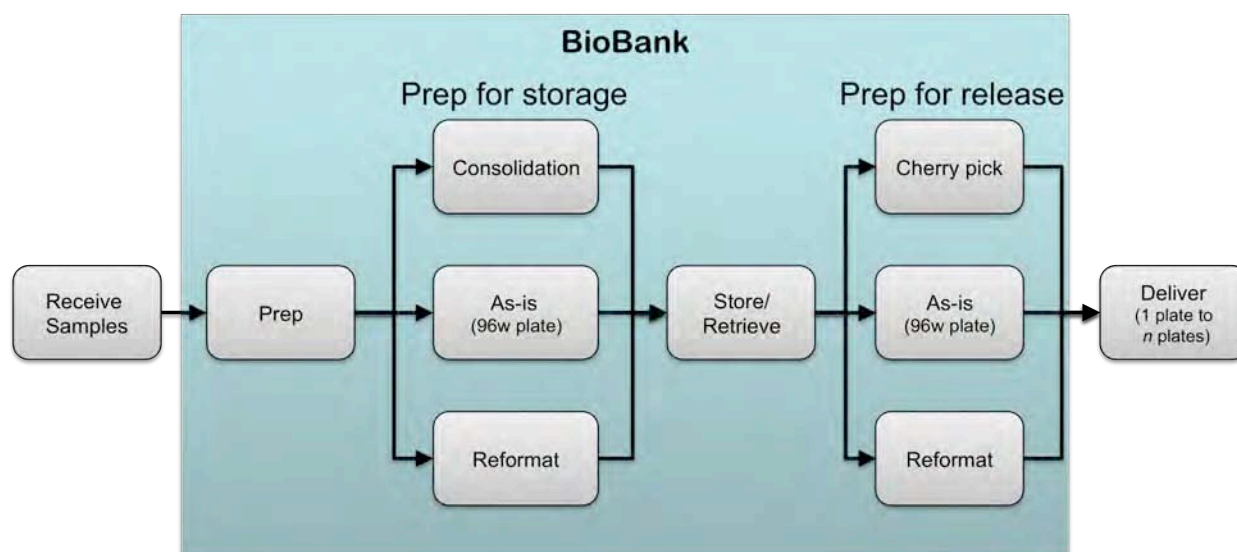 BioBank
Prep for storage
Prep for release
Consolidation
Cherry pick
Receive
Samples
Prep
As-is
(96w plate)
Store/
Retrieve
As-is
(96w plate)
Deliver
(1 plate to
n plates)
Reformat
Reformat